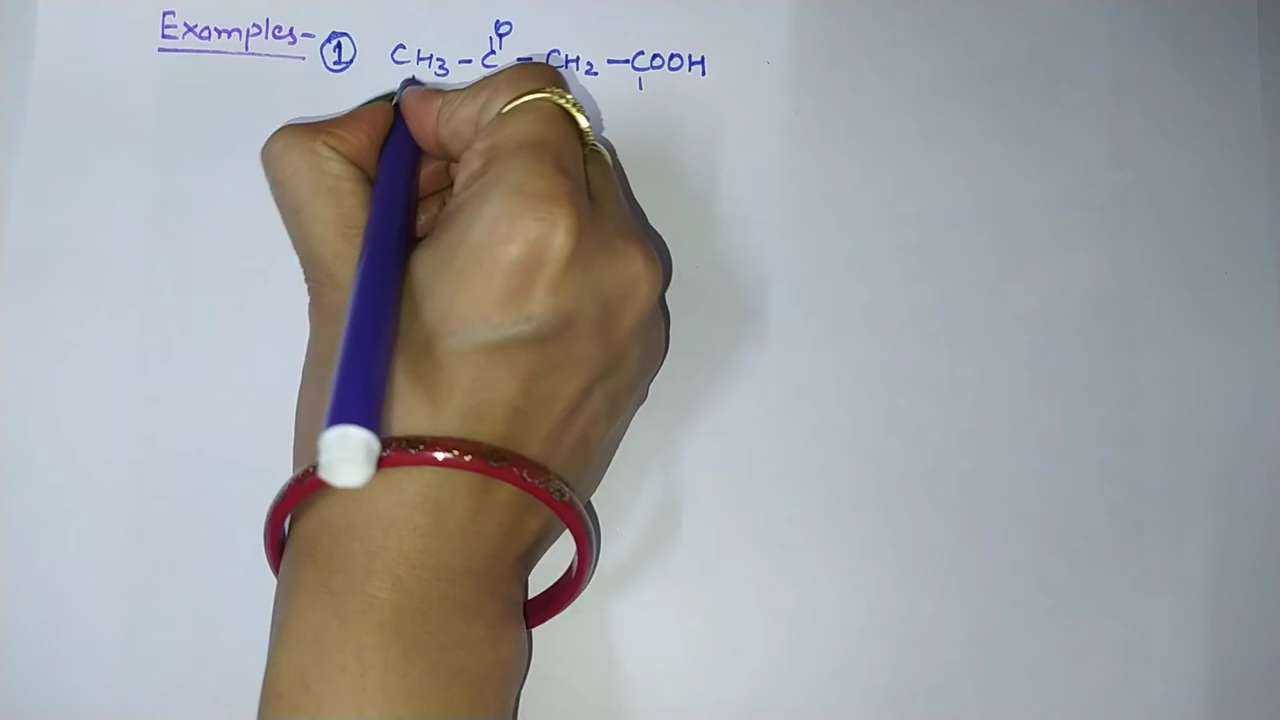 Examples- ① CH3 - C - CH2 - COOH
O